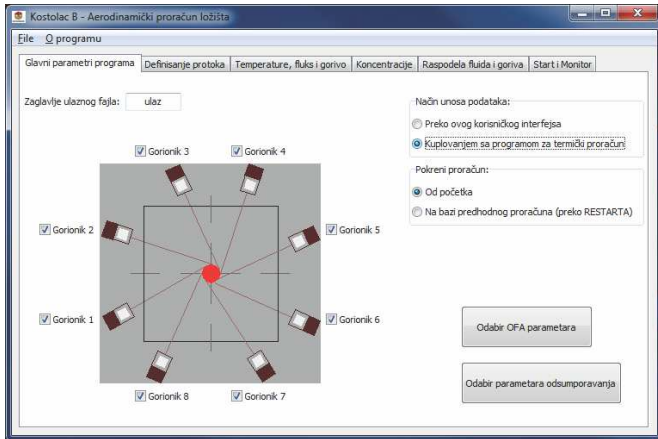 Kostolac B - Aerodinamički proračun ložišta
File O programu
Glavni parametri programa Definisanje protoka Temperature, fluks i gorivo Koncentracije Raspodela fluida i goriva Start i Monitor
Zaglavlje ulaznog fajla: ulaz
Način unosa podataka:
Preko ovog korisničkog interfejsa
Kuplovanjem sa programom za termički proračun
Pokreni proračun:
Od početka
Na bazi predhodnog proračuna (preko RESTARTA)
Gorionik 3 Gorionik 4
Gorionik 2 Gorionik 5
Gorionik 1 Gorionik 6
Gorionik 8 Gorionik 7
Odabir OFA parametara
Odabir parametara odsumporavanja